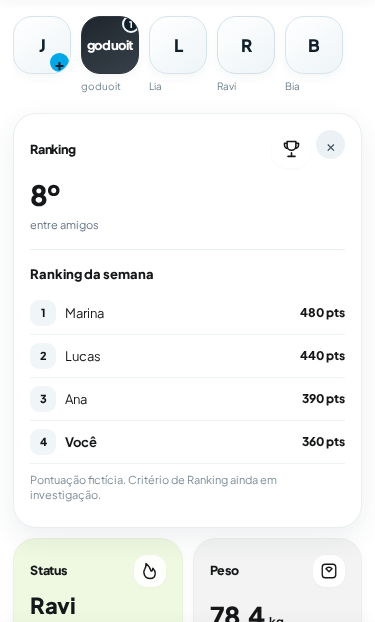 J
goduoit
1
L
R
B
+
goduoit
Lia
Ravi
Bia
Ranking
×
8º
entre amigos
Ranking da semana
1 Marina 480 pts
2 Lucas 440 pts
3 Ana 390 pts
4 Você 360 pts
Pontuação fictícia. Critério de Ranking ainda em
investigação.
Status
Ravi
Peso
78,4 kg